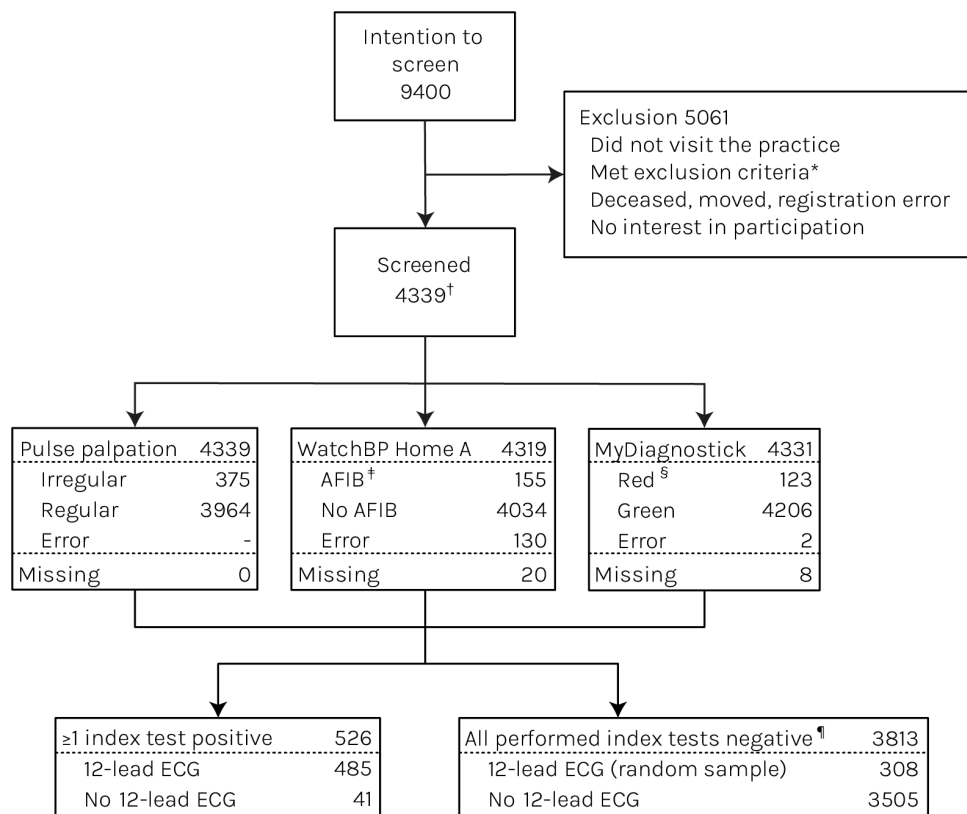 Intention to
screen
9400
Exclusion 5061
Did not visit the practice
Met exclusion criteria*
Deceased, moved, registration error
No interest in participation
Screened
4339†
Pulse palpation 4339
Irregular 375
Regular 3964
Error -
Missing 0
WatchBP Home A 4319
AFIB‡ 155
No AFIB 4034
Error 130
Missing 20
MyDiagnostick 4331
Red§ 123
Green 4206
Error 2
Missing 8
≥1 index test positive 526
12-lead ECG 485
No 12-lead ECG 41
All performed index tests negative¶ 3813
12-lead ECG (random sample) 308
No 12-lead ECG 3505